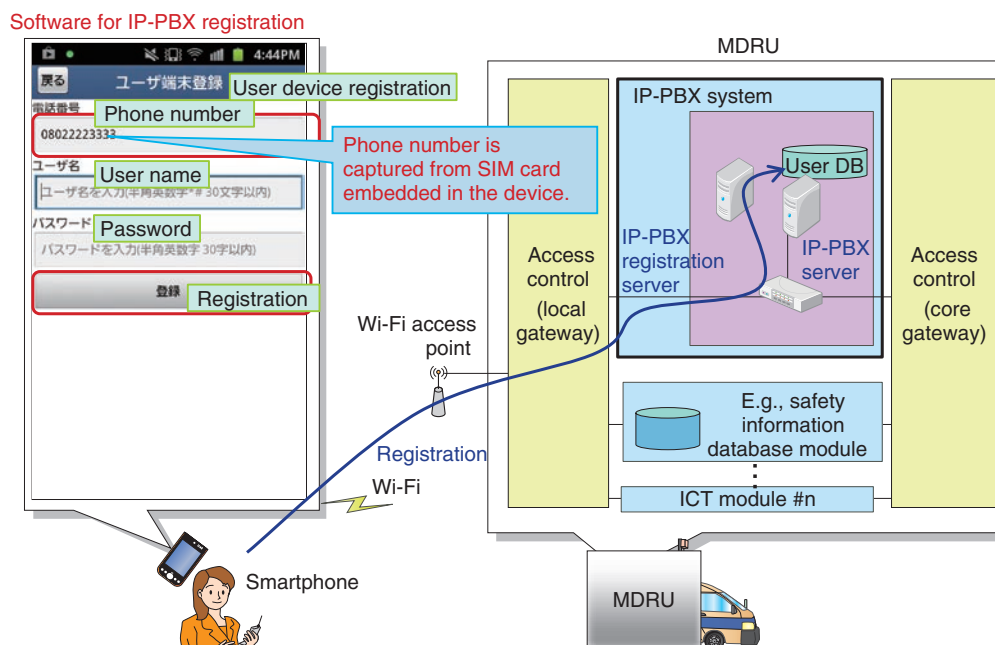 Software for IP-PBX registration
4:44PM
戻る
ユーザ端末登録
User device registration
電話番号
Phone number
08022223333
Phone number is
captured from SIM card
embedded in the device.
ユーザ名
User name
ユーザ名を入力(半角英数字*# 30文字以内)
パスワード
Password
パスワードを入力(半角英数字 30字以内)
登録
Registration
Wi-Fi access
point
Registration
Wi-Fi
Smartphone
MDRU
IP-PBX system
User DB
IP-PBX
registration
server
IP-PBX
server
Access
control
(local
gateway)
Access
control
(core
gateway)
E.g., safety
information
database module
ICT module #n
MDRU